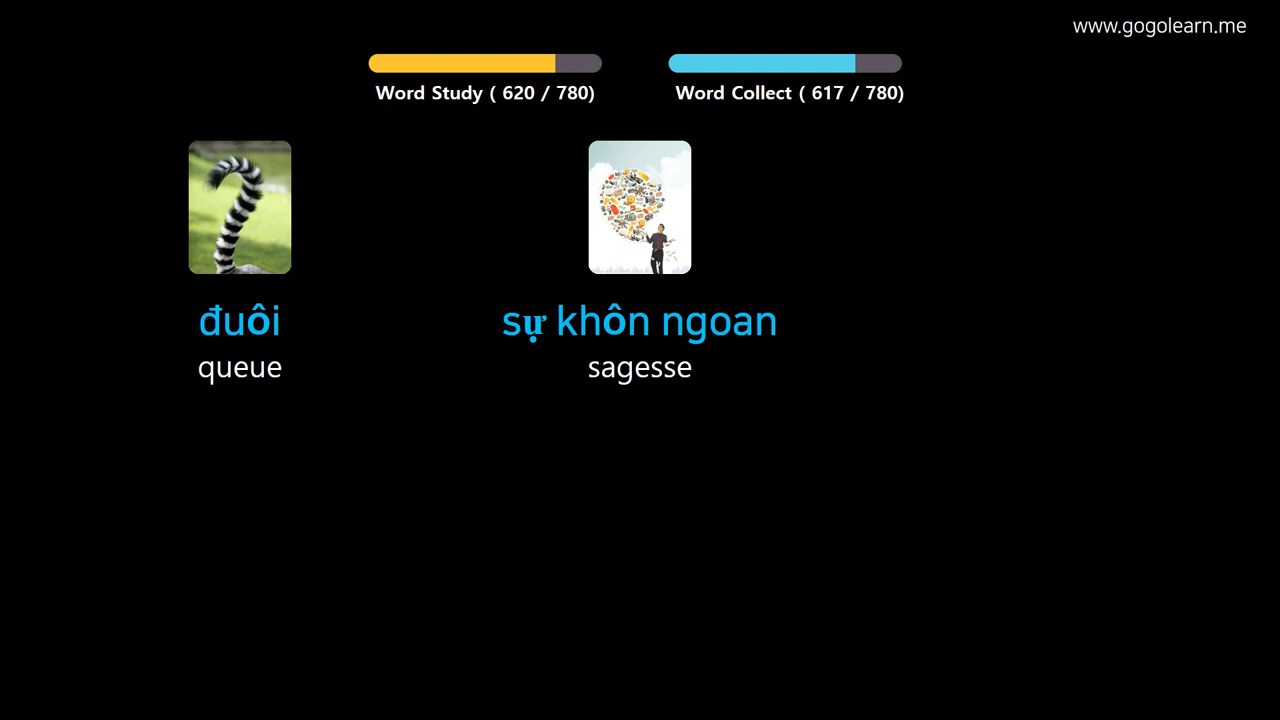 www.gogolearn.me
Word Study ( 620 / 780)
Word Collect ( 617 / 780)
đuôi
queue
sự khôn ngoan
sagesse